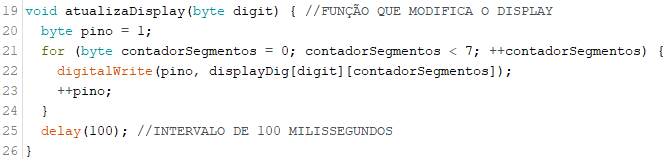 19 void atualizaDisplay(byte digit) { //FUNÇÃO QUE MODIFICA O DISPLAY
20   byte pino = 1;
21   for (byte contadorSegmentos = 0; contadorSegmentos < 7; ++contadorSegmentos) {
22     digitalWrite(pino, displayDig[digit][contadorSegmentos]);
23     ++pino;
24   }
25   delay(100); //INTERVALO DE 100 MILISSEGUNDOS
26 }